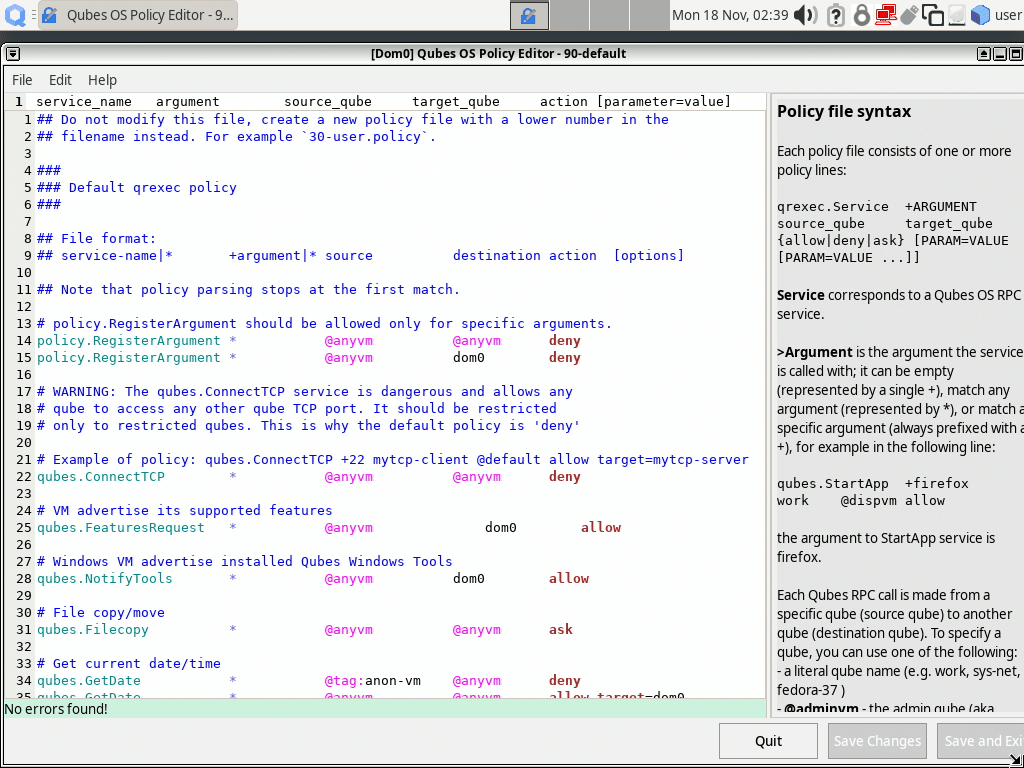 Qubes OS Policy Editor - 9...
Mon 18 Nov, 02:39
user
[Dom0] Qubes OS Policy Editor - 90-default
File Edit Help
1 service_name argument source_qube target_qube action [parameter=value]
1 ## Do not modify this file, create a new policy file with a lower number in the
2 ## filename instead. For example `30-user.policy`.
3
4 ###
5 ### Default qrexec policy
6 ###
7
8 ## File format:
9 ## service-name|* +argument|* source destination action [options]
10
11 ## Note that policy parsing stops at the first match.
12
13 # policy.RegisterArgument should be allowed only for specific arguments.
14 policy.RegisterArgument * @anyvm @anyvm deny
15 policy.RegisterArgument * @anyvm dom0 deny
16
17 # WARNING: The qubes.ConnectTCP service is dangerous and allows any
18 # qube to access any other qube TCP port. It should be restricted
19 # only to restricted qubes. This is why the default policy is 'deny'
20
21 # Example of policy: qubes.ConnectTCP +22 mytcp-client @default allow target=mytcp-server
22 qubes.ConnectTCP * @anyvm @anyvm deny
23
24 # VM advertise its supported features
25 qubes.FeaturesRequest * @anyvm dom0 allow
26
27 # Windows VM advertise installed Qubes Windows Tools
28 qubes.NotifyTools * @anyvm dom0 allow
29
30 # File copy/move
31 qubes.Filecopy * @anyvm @anyvm ask
32
33 # Get current date/time
34 qubes.GetDate * @tag:anon-vm @anyvm deny
35 qubes.GetDate * @anyvm @anyvm allow target=dom0
No errors found!
Policy file syntax
Each policy file consists of one or more
policy lines:
qrexec.Service +ARGUMENT
source_qube target_qube
{allow|deny|ask} [PARAM=VALUE
[PARAM=VALUE ...]]
Service corresponds to a Qubes OS RPC
service.
>Argument is the argument the service
is called with; it can be empty
(represented by a single +), match any
argument (represented by *), or match a
specific argument (always prefixed with a
+), for example in the following line:
qubes.StartApp +firefox
work @dispvm allow
the argument to StartApp service is
firefox.
Each Qubes RPC call is made from a
specific qube (source qube) to another
qube (destination qube). To specify a
qube, you can use one of the following:
- a literal qube name (e.g. work, sys-net,
fedora-37 )
- @adminvm - the admin qube (aka
Quit
Save Changes
Save and Exi